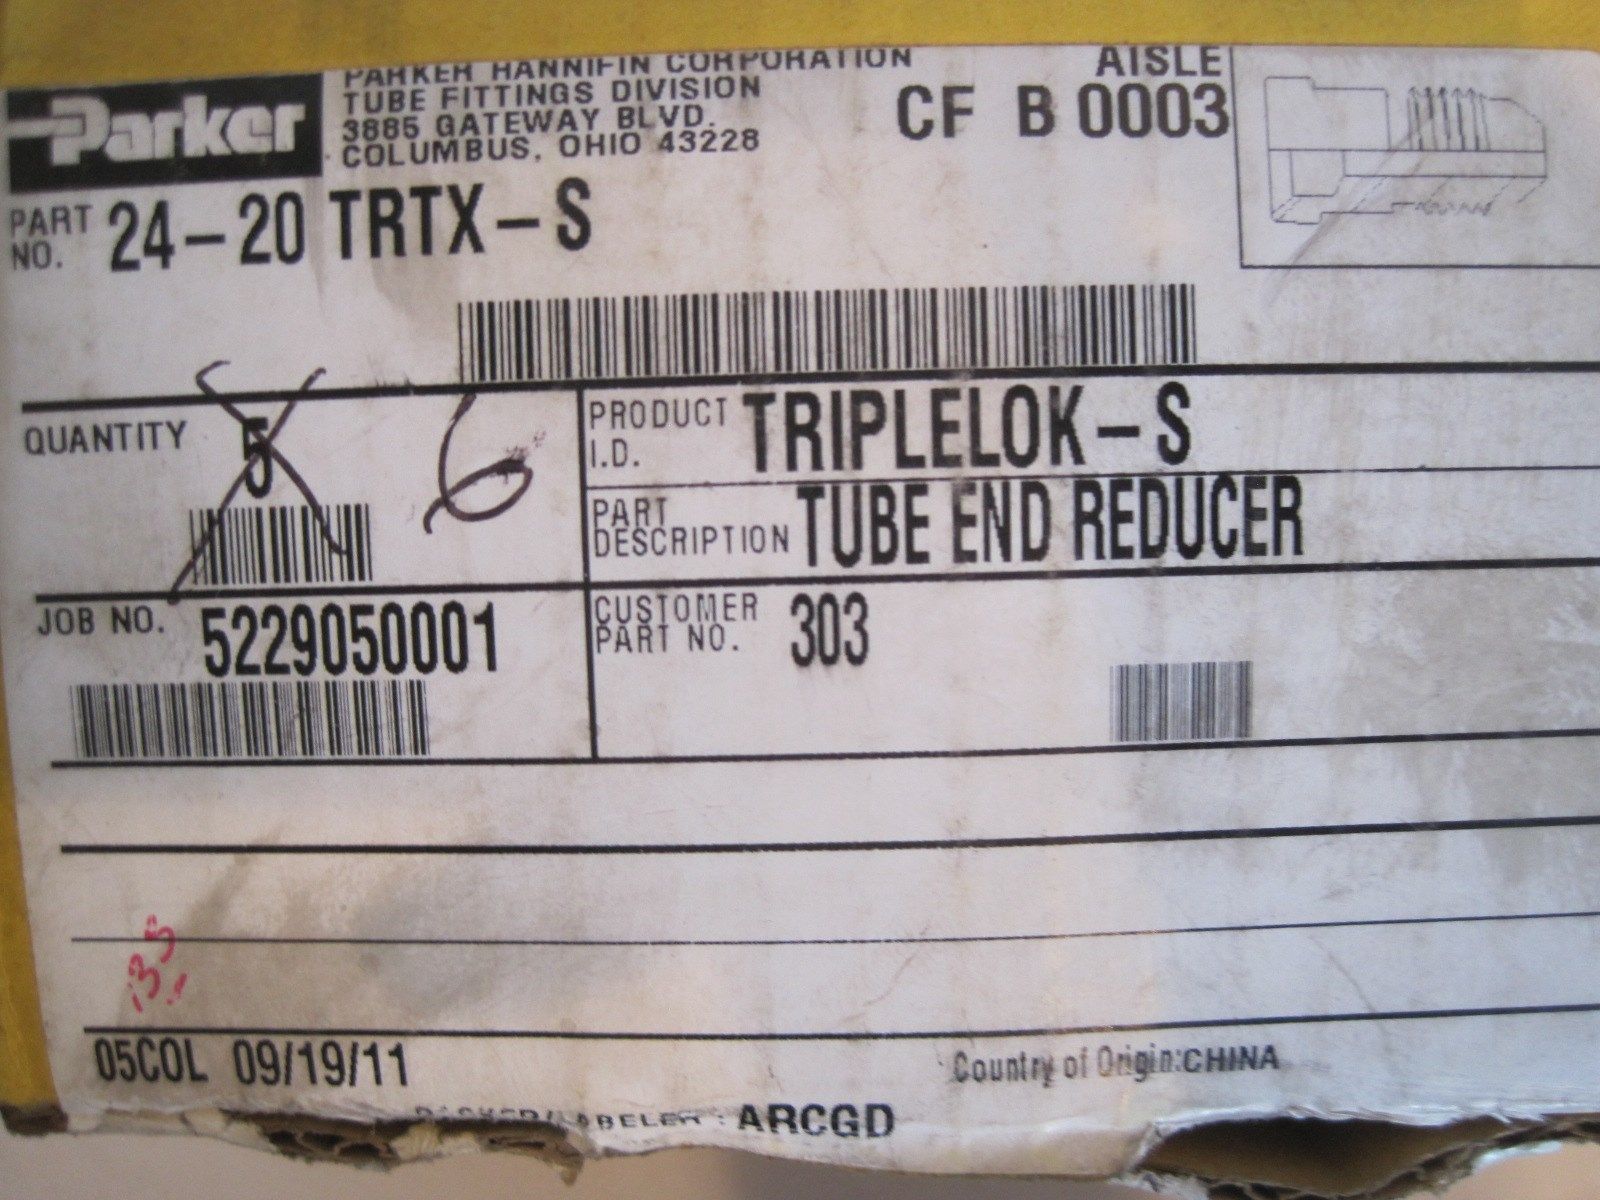 Parker
PARKER HANNIFIN CORPORATION
TUBE FITTINGS DIVISION
3885 GATEWAY BLVD.
COLUMBUS, OHIO 43228
AISLE
CF B 0003
PART NO. 24-20 TRTX-S
QUANTITY 5 6
PRODUCT I.D. TRIPLELOK-S
PART DESCRIPTION TUBE END REDUCER
JOB NO. 5229050001
CUSTOMER PART NO. 303
05COL 09/19/11
Country of Origin:CHINA
PACKER/LABELER : ARCGD